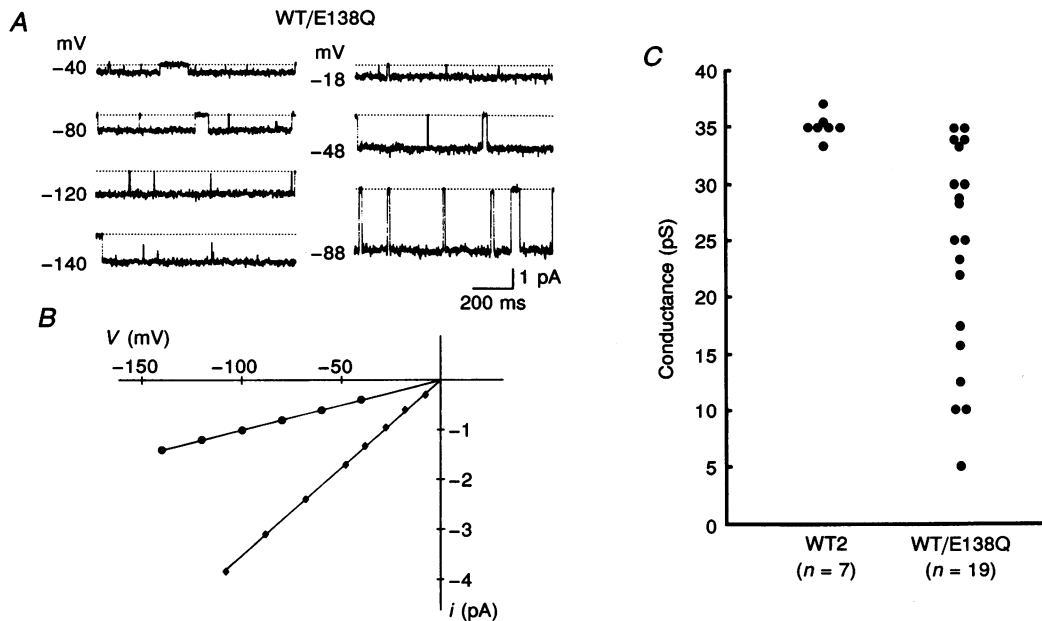 A
WT/E138Q
mV
−40
−80
−120
−140
mV
−18
−48
−88
1 pA
200 ms
B
V (mV)
−150 −100 −50
−1
−2
−3
−4
i (pA)
C
Conductance (pS)
40
35
30
25
20
15
10
5
0
WT2 WT/E138Q
(n = 7) (n = 19)